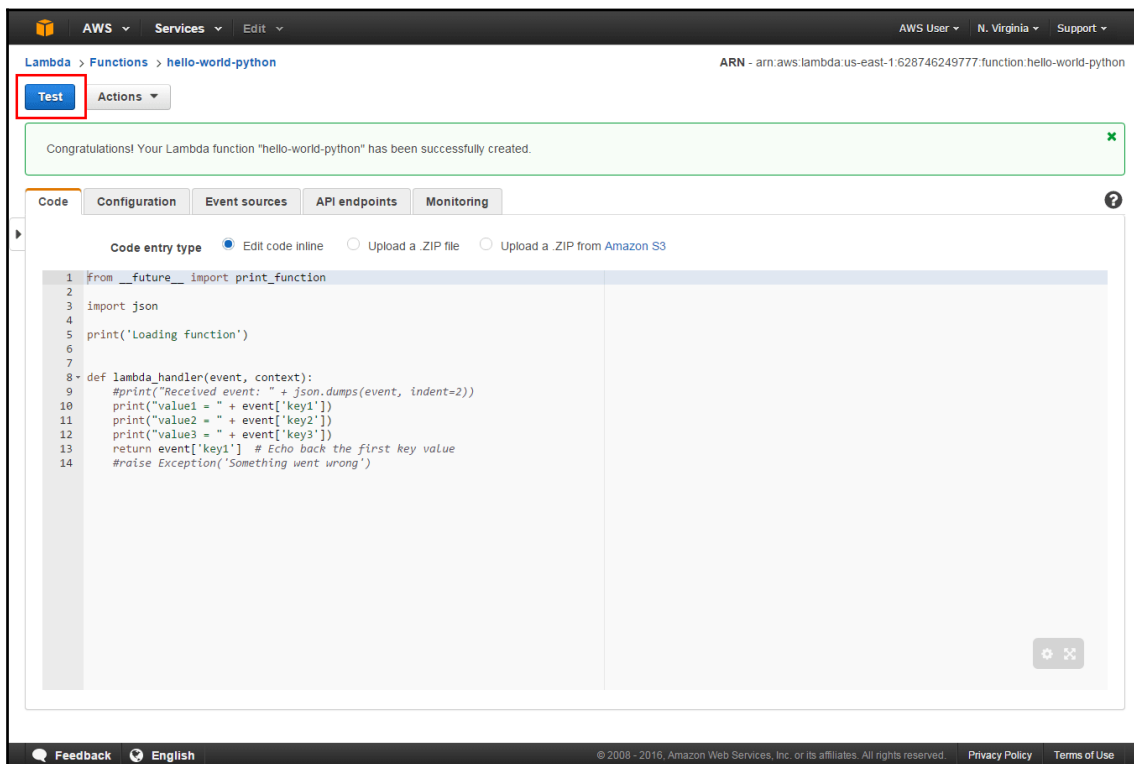 AWS Services Edit AWS User N. Virginia Support
Lambda > Functions > hello-world-python ARN - arn:aws:lambda:us-east-1:628746249777:function:hello-world-python
Test Actions
Congratulations! Your Lambda function "hello-world-python" has been successfully created.
Code Configuration Event sources API endpoints Monitoring
Code entry type Edit code inline Upload a .ZIP file Upload a .ZIP from Amazon S3
1 from __future__ import print_function
2
3 import json
4
5 print('Loading function')
6
7
8 def lambda_handler(event, context):
9 #print("Received event: " + json.dumps(event, indent=2))
10 print("value1 = " + event['key1'])
11 print("value2 = " + event['key2'])
12 print("value3 = " + event['key3'])
13 return event['key1'] # Echo back the first key value
14 #raise Exception('Something went wrong')
Feedback English © 2008 - 2016, Amazon Web Services, Inc. or its affiliates. All rights reserved. Privacy Policy Terms of Use